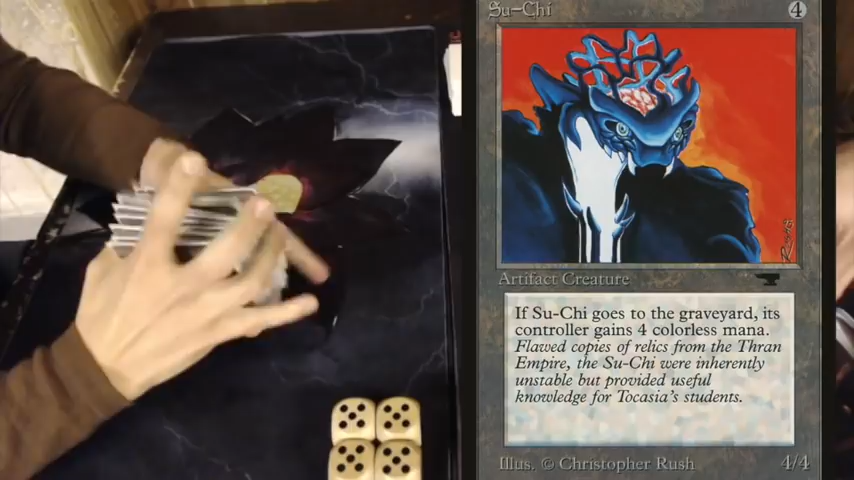 Su-Chi 4
Artifact Creature
If Su-Chi goes to the graveyard, its
controller gains 4 colorless mana.
Flawed copies of relics from the Thran
Empire, the Su-Chi were inherently
unstable but provided useful
knowledge for Tocasia's students.
Illus. © Christopher Rush 4/4